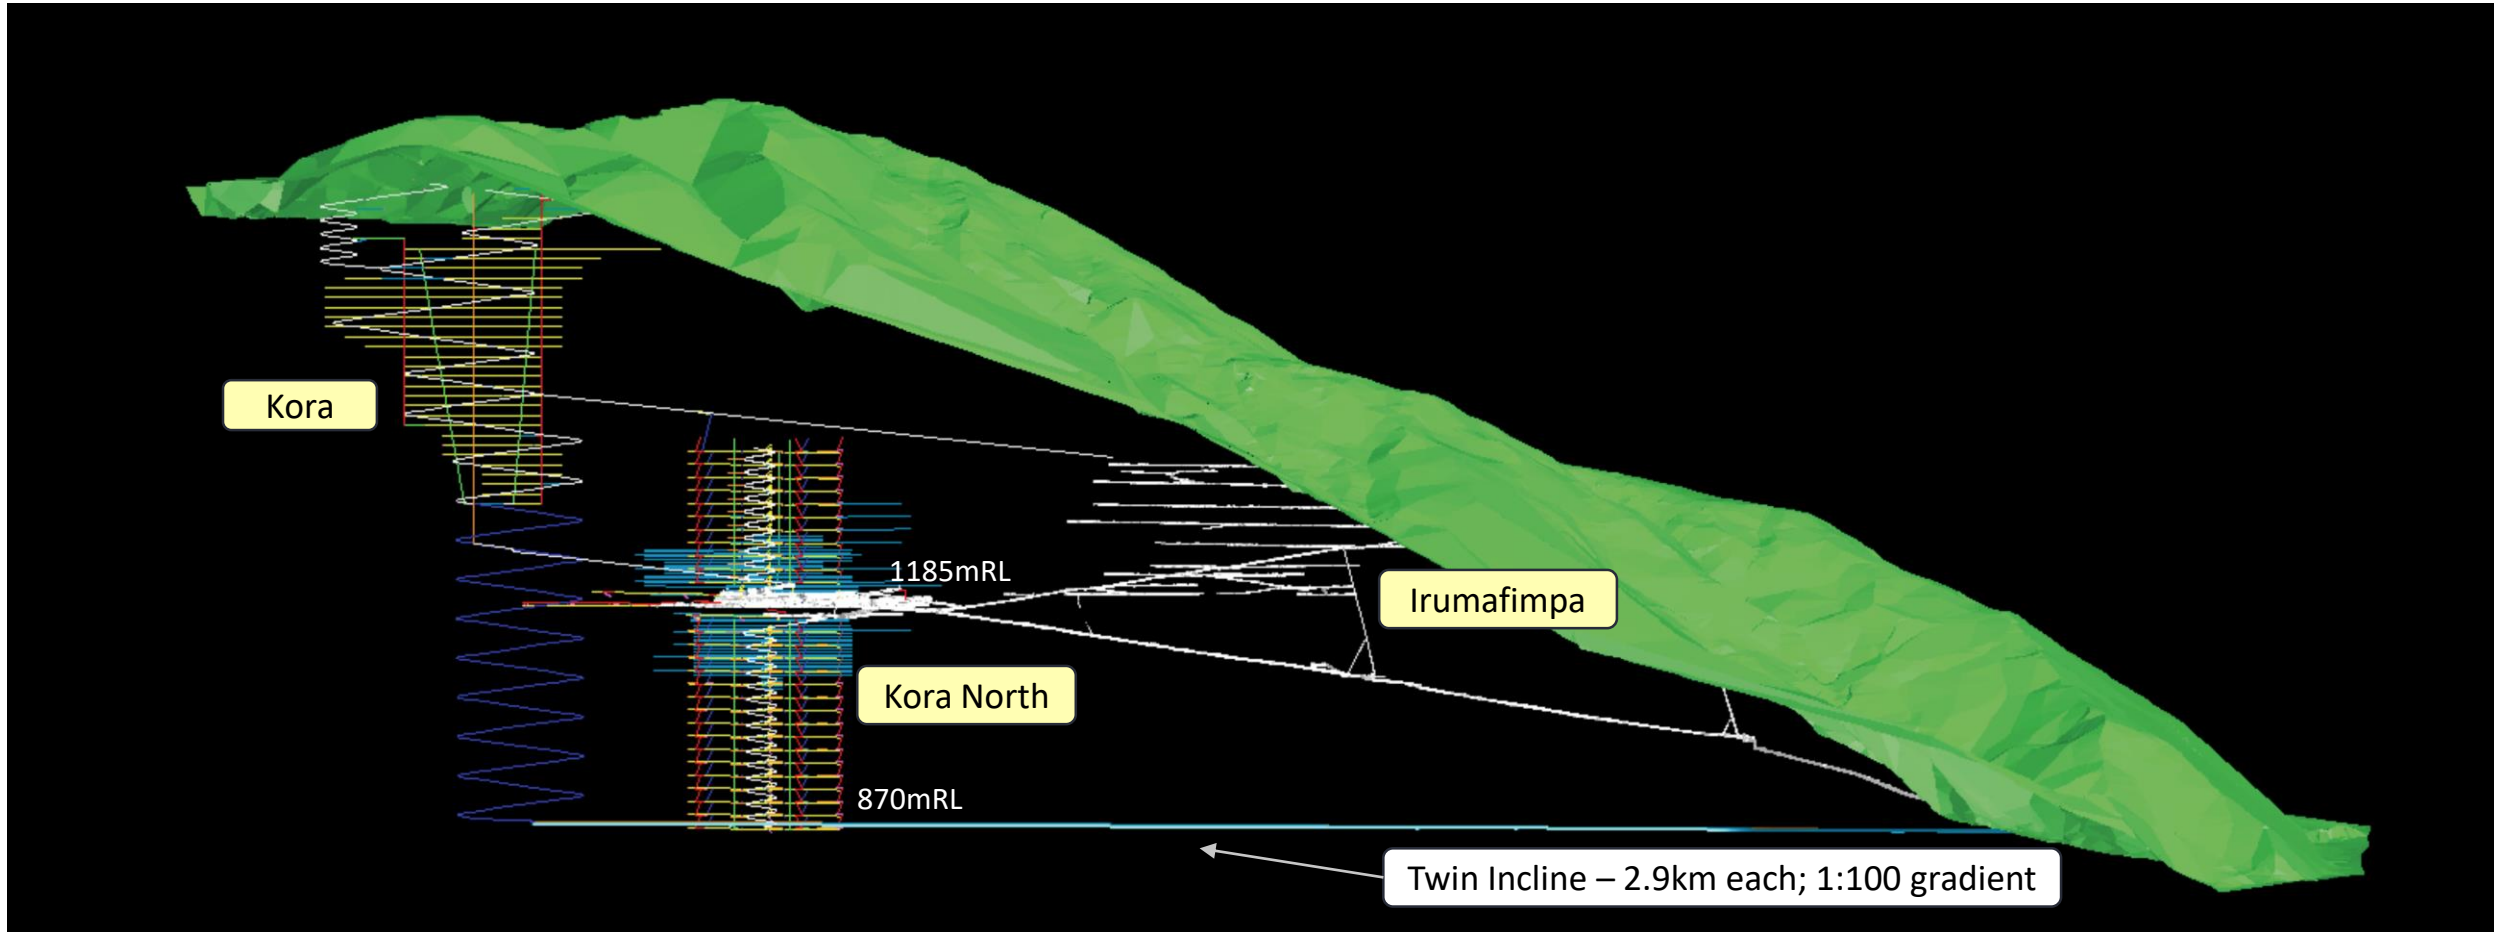 Kora
1185mRL
Irumafimpa
Kora North
870mRL
Twin Incline – 2.9km each; 1:100 gradient